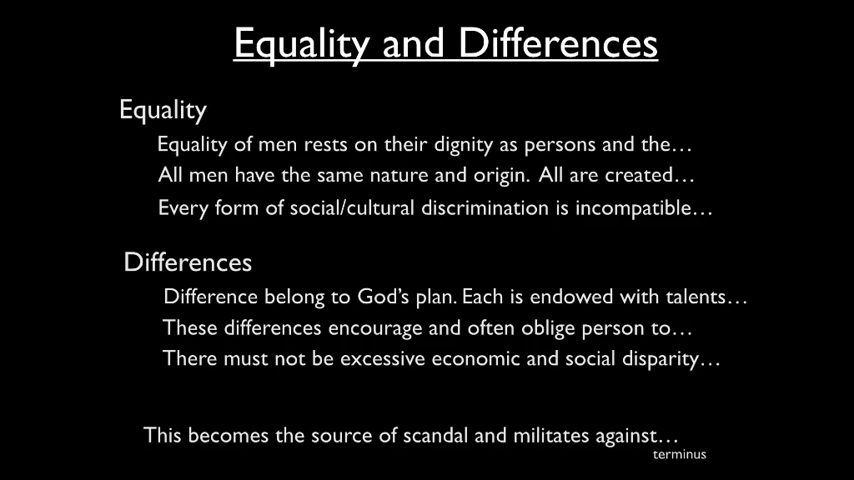 Equality and Differences
Equality
Equality of men rests on their dignity as persons and the…
All men have the same nature and origin. All are created…
Every form of social/cultural discrimination is incompatible…
Differences
Difference belong to God’s plan. Each is endowed with talents…
These differences encourage and often oblige person to…
There must not be excessive economic and social disparity…
This becomes the source of scandal and militates against…
terminus